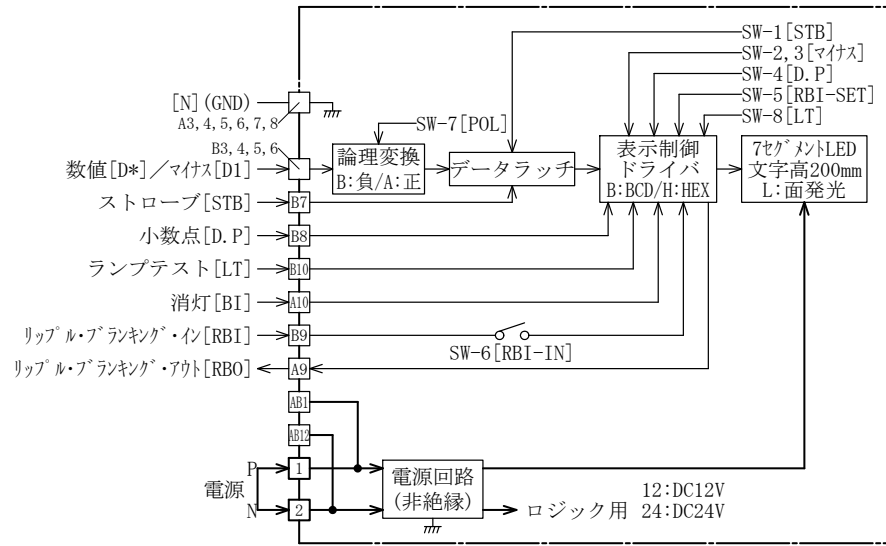 SW-1[STB]
SW-2,3[ﾏｲﾅｽ]
SW-4[D.P]
SW-5[RBI-SET]
SW-8[LT]
[N](GND)
A3,4,5,6,7,8
SW-7[POL]
B3,4,5,6
数値[D*]／ﾏｲﾅｽ[D1]
論理変換
B:負/A:正
データラッチ
表示制御
ドライバ
B:BCD/H:HEX
7ｾｸﾞﾒﾝﾄLED
文字高200mm
L:面発光
ストローブ[STB]
B7
小数点[D.P]
B8
ランプテスト[LT]
B10
消灯[BI]
A10
ﾘｯﾌﾟﾙ・ﾌﾞﾗﾝｷﾝｸﾞ・ｲﾝ[RBI]
B9
SW-6[RBI-IN]
ﾘｯﾌﾟﾙ・ﾌﾞﾗﾝｷﾝｸﾞ・ｱｳﾄ[RBO]
A9
AB1
AB12
電源
P
1
N
2
電源回路
(非絶縁)
ロジック用
12:DC12V
24:DC24V